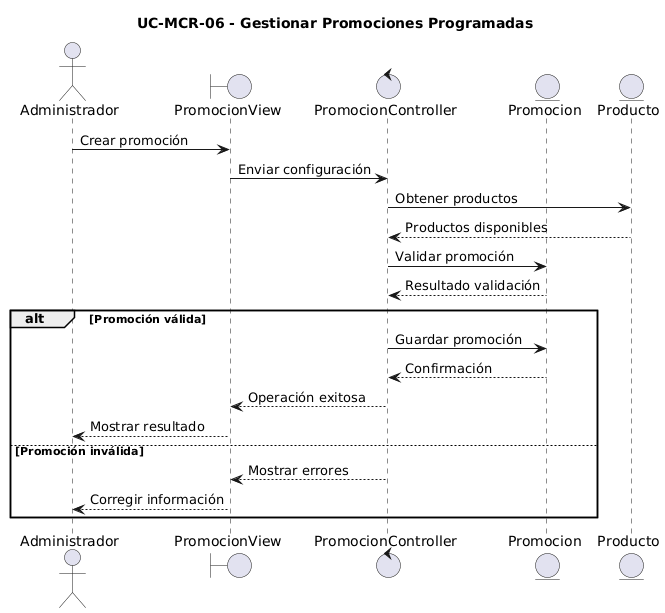 UC-MCR-06 - Gestionar Promociones Programadas
Administrador PromocionView PromocionController Promocion Producto
Crear promoción
Enviar configuración
Obtener productos
Productos disponibles
Validar promoción
Resultado validación
alt [Promoción válida]
Guardar promoción
Confirmación
Operación exitosa
Mostrar resultado
[Promoción inválida]
Mostrar errores
Corregir información
Administrador PromocionView PromocionController Promocion Producto